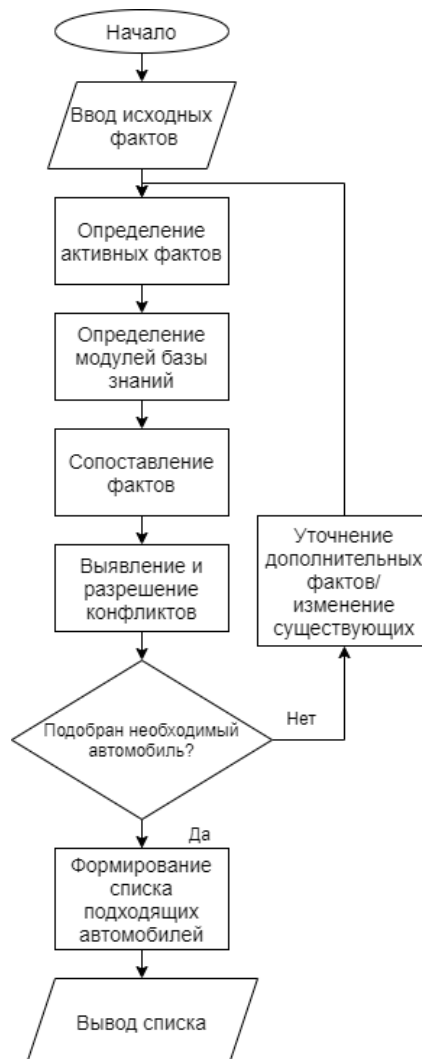 Начало
Ввод исходных
фактов
Определение
активных фактов
Определение
модулей базы
знаний
Сопоставление
фактов
Выявление и
разрешение
конфликтов
Уточнение
дополнительных
фактов/
изменение
существующих
Подобран необходимый
автомобиль?
Нет
Да
Формирование
списка
подходящих
автомобилей
Вывод списка